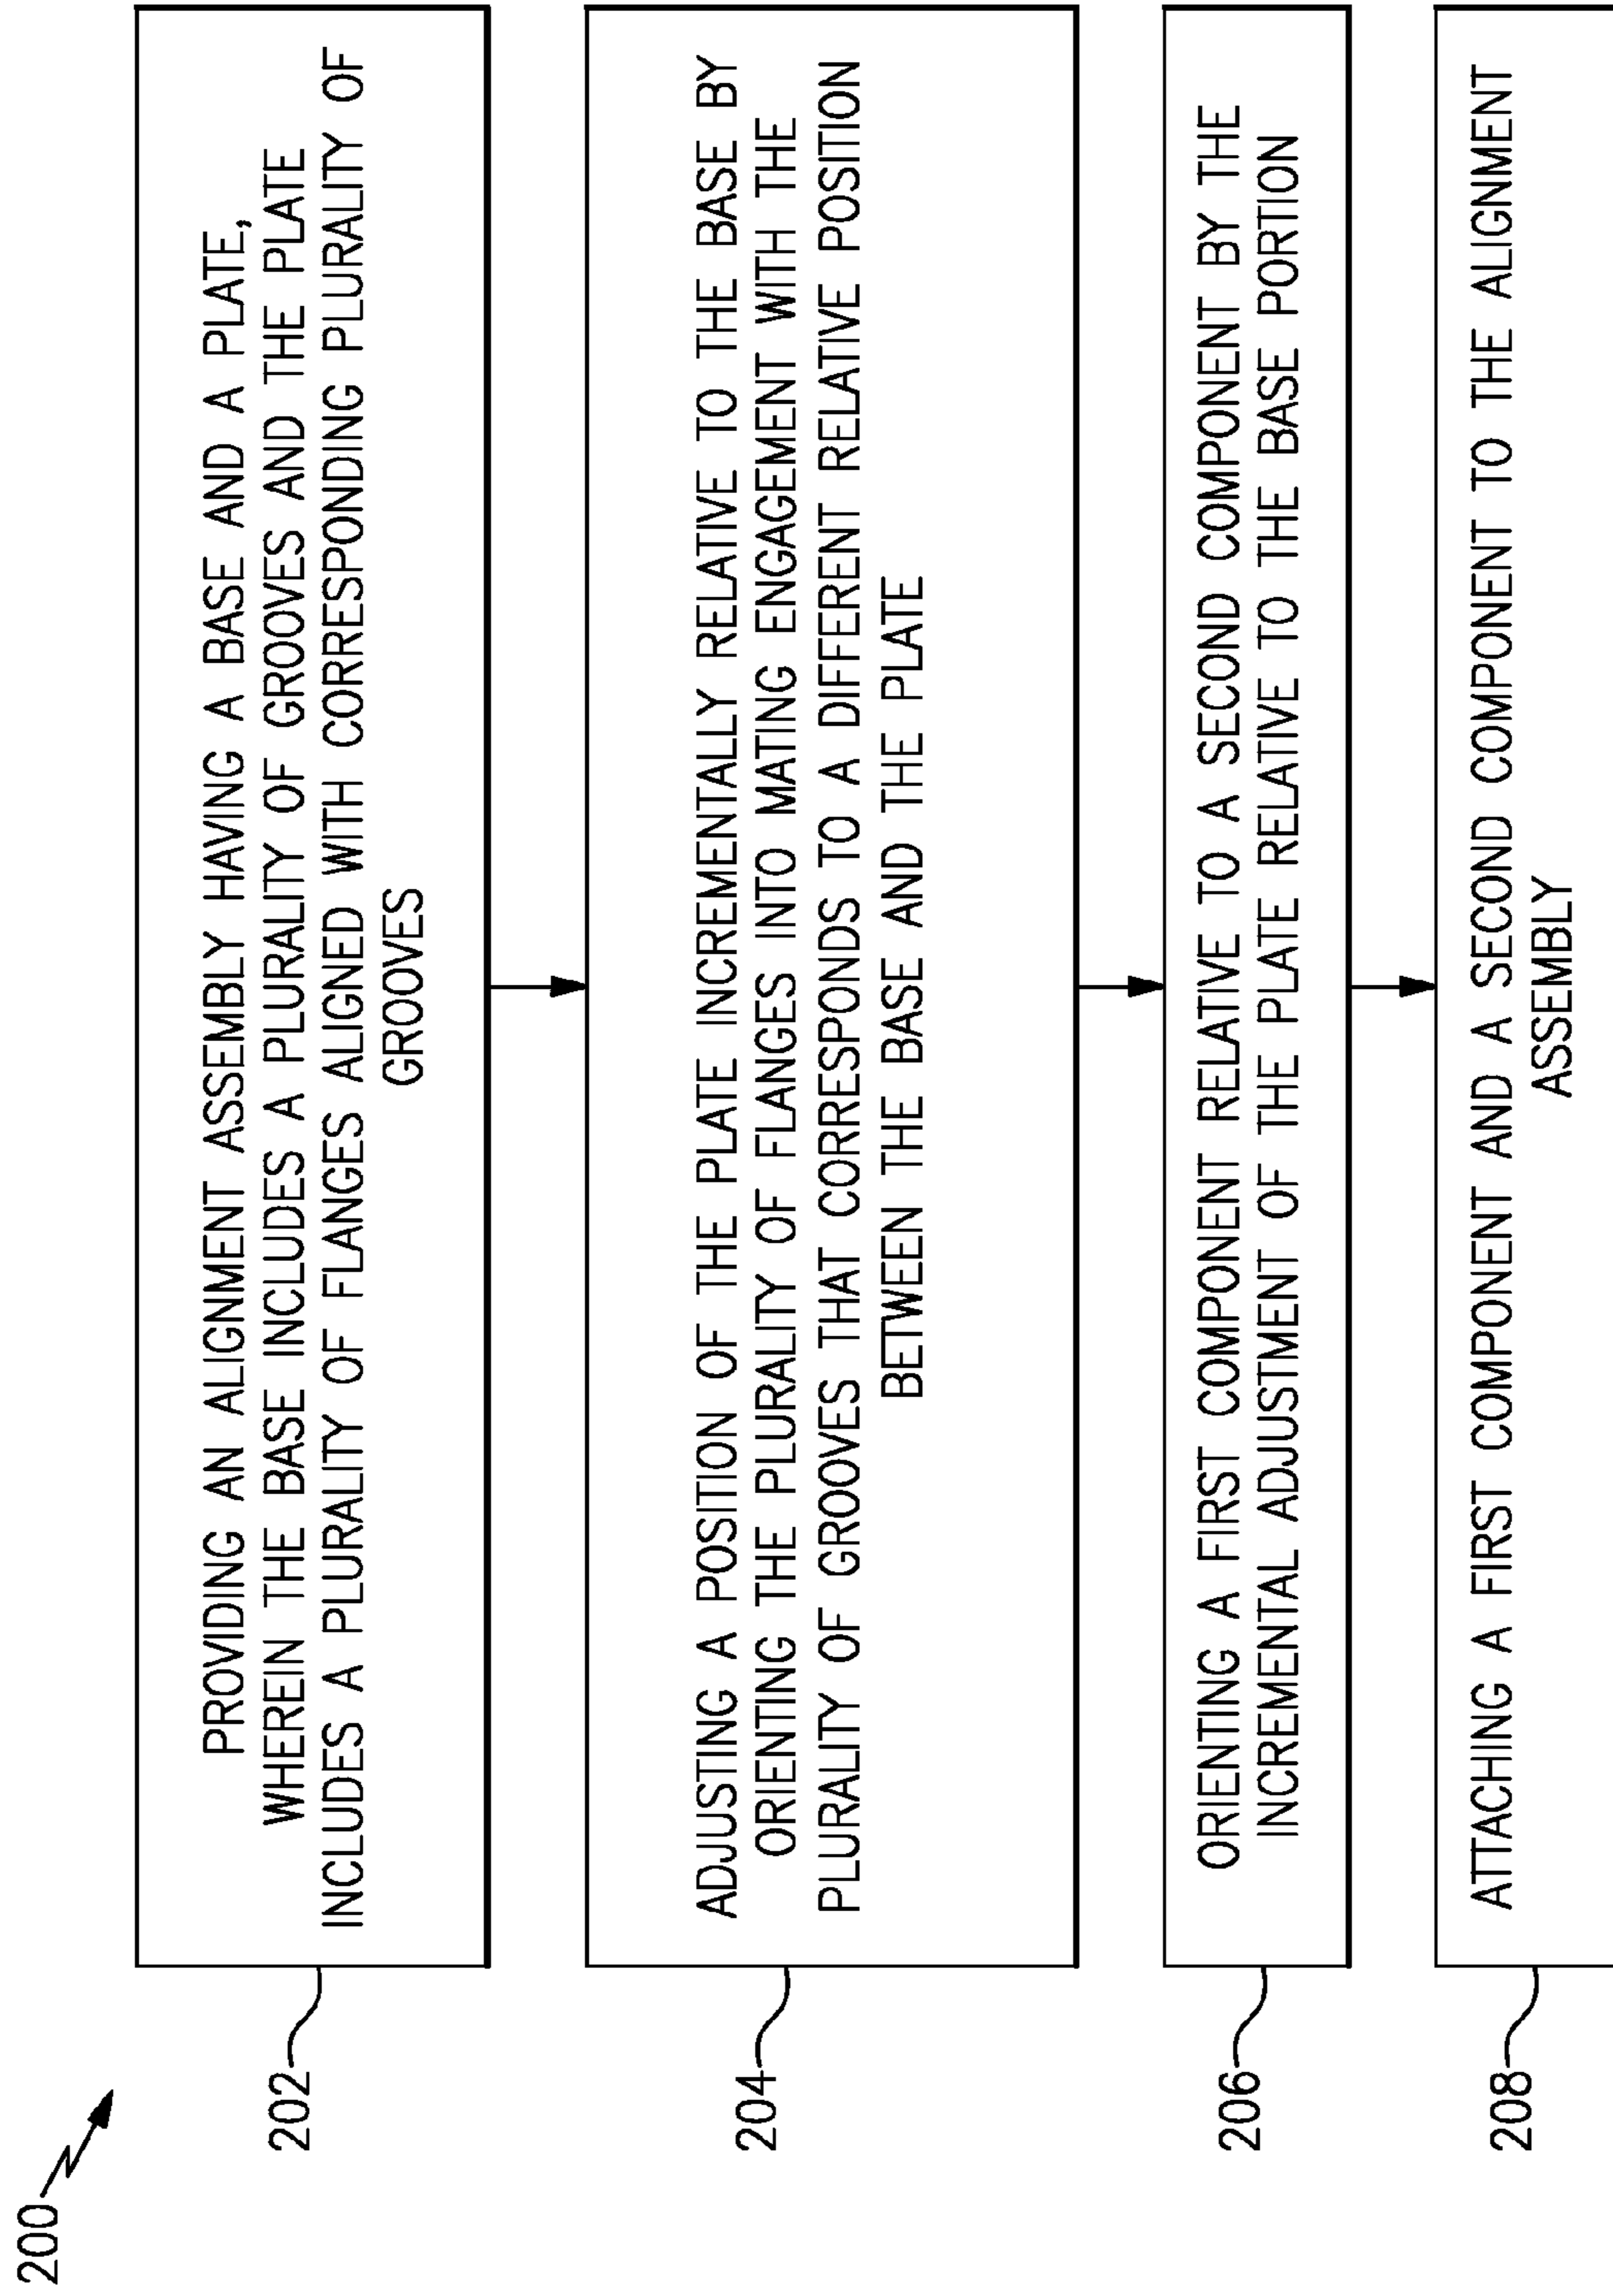 200
202
PROVIDING AN ALIGNMENT ASSEMBLY HAVING A BASE AND A PLATE,
WHEREIN THE BASE INCLUDES A PLURALITY OF GROOVES AND THE PLATE
INCLUDES A PLURALITY OF FLANGES ALIGNED WITH CORRESPONDING PLURALITY OF
GROOVES
204
ADJUSTING A POSITION OF THE PLATE INCREMENTALLY RELATIVE TO THE BASE BY
ORIENTING THE PLURALITY OF FLANGES INTO MATING ENGAGEMENT WITH THE
PLURALITY OF GROOVES THAT CORRESPONDS TO A DIFFERENT RELATIVE POSITION
BETWEEN THE BASE AND THE PLATE
206
ORIENTING A FIRST COMPONENT RELATIVE TO A SECOND COMPONENT BY THE
INCREMENTAL ADJUSTMENT OF THE PLATE RELATIVE TO THE BASE PORTION
208
ATTACHING A FIRST COMPONENT AND A SECOND COMPONENT TO THE ALIGNMENT
ASSEMBLY